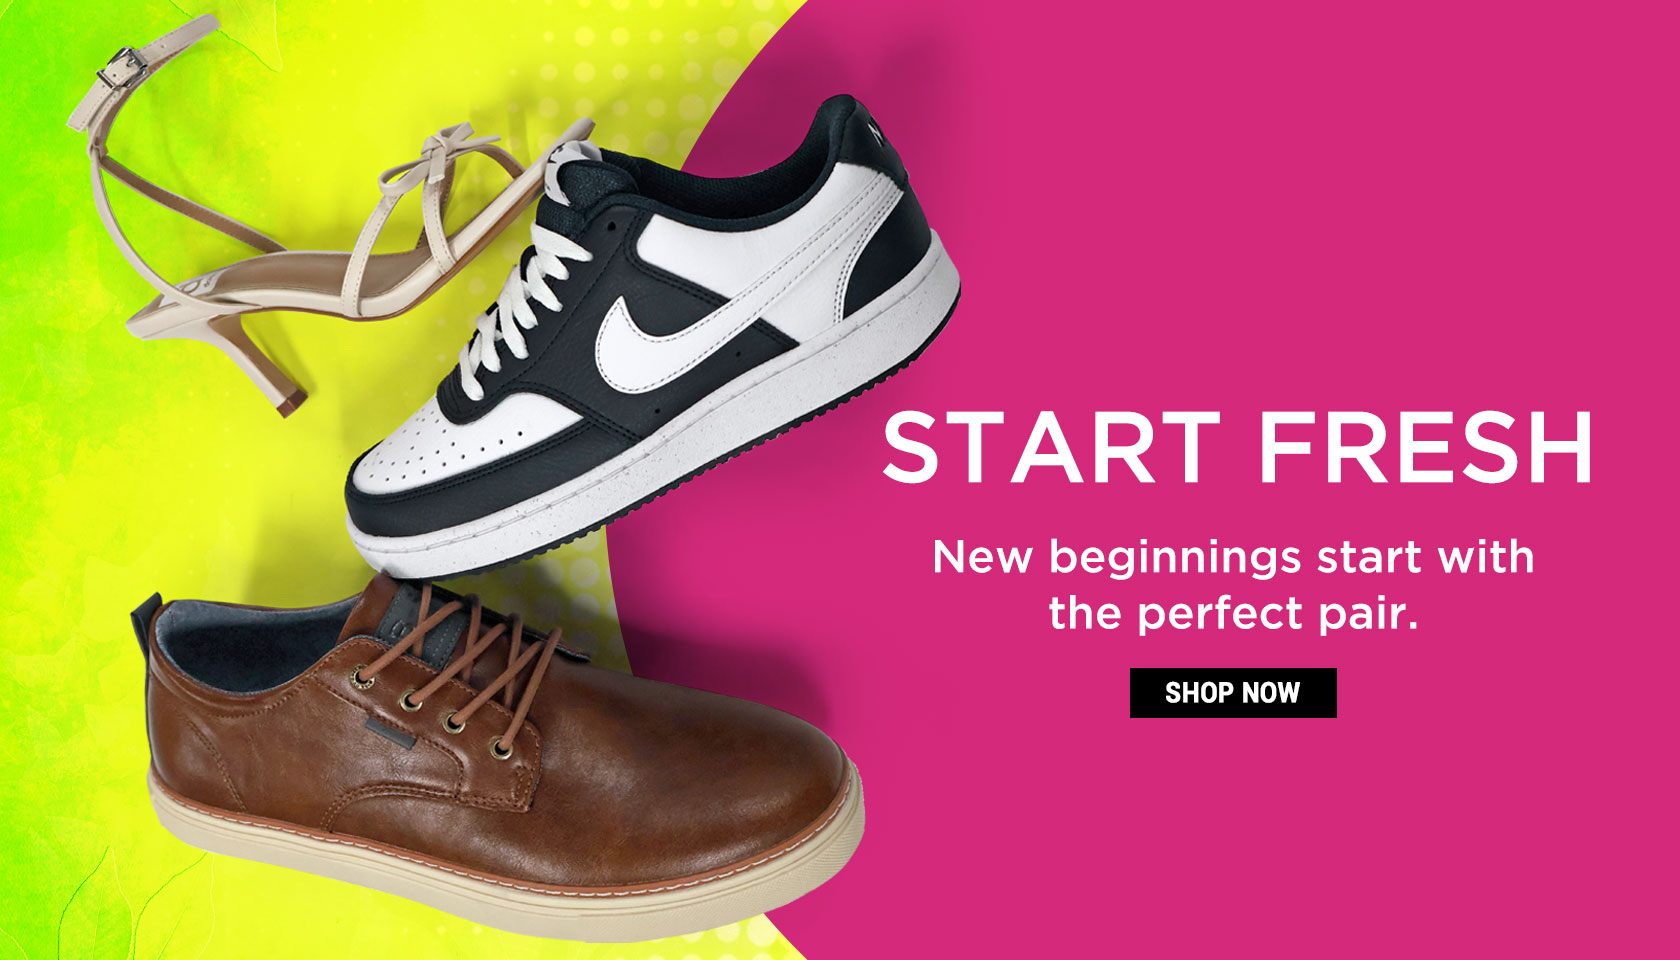 START FRESH
New beginnings start with
the perfect pair.
SHOP NOW